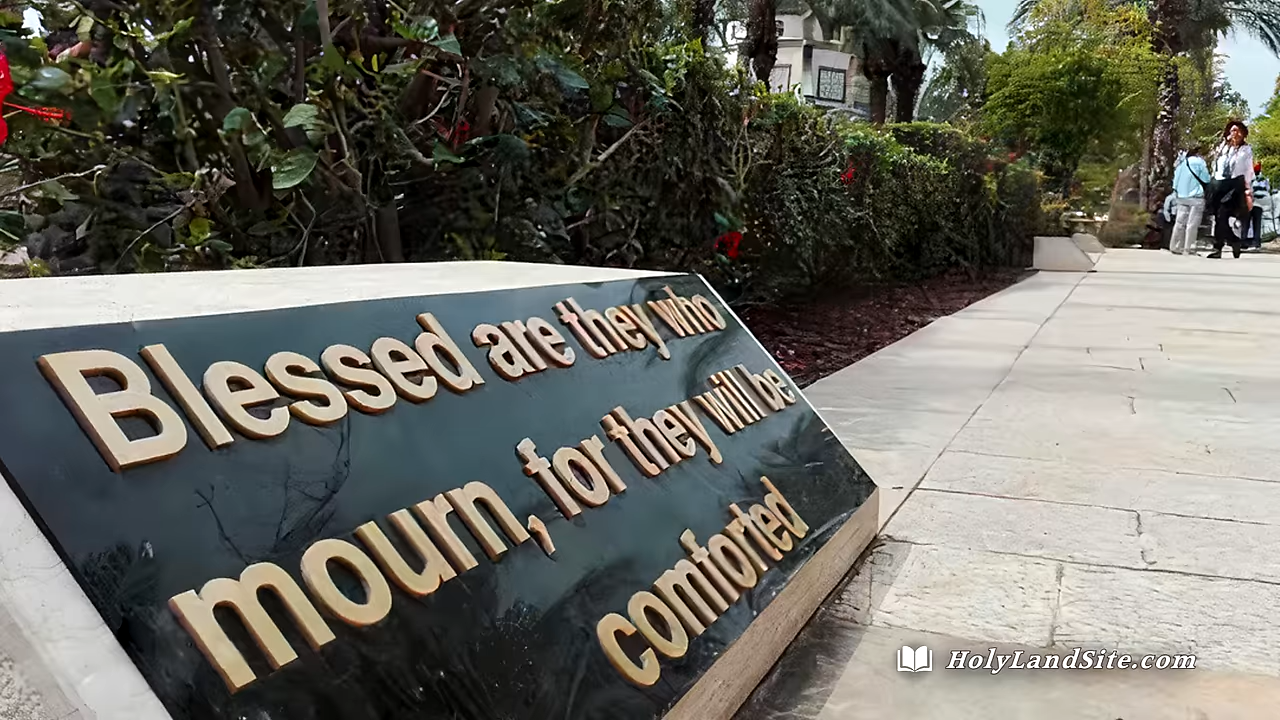 Blessed are they who
mourn, for they will be
comforted
HolyLandSite.com